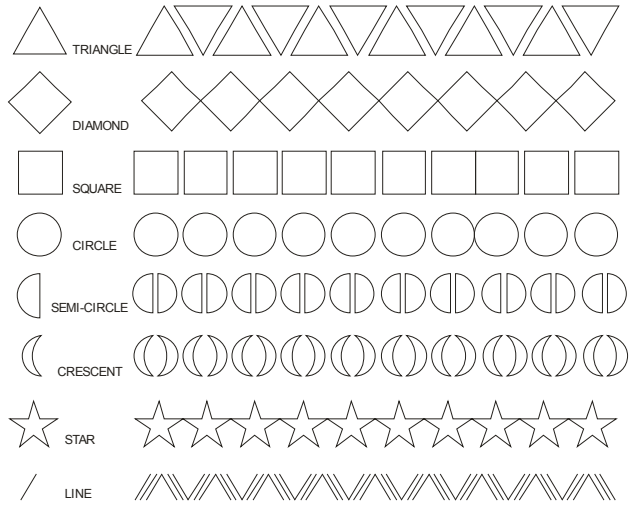 TRIANGLE
DIAMOND
SQUARE
CIRCLE
SEMI-CIRCLE
CRESCENT
STAR
LINE